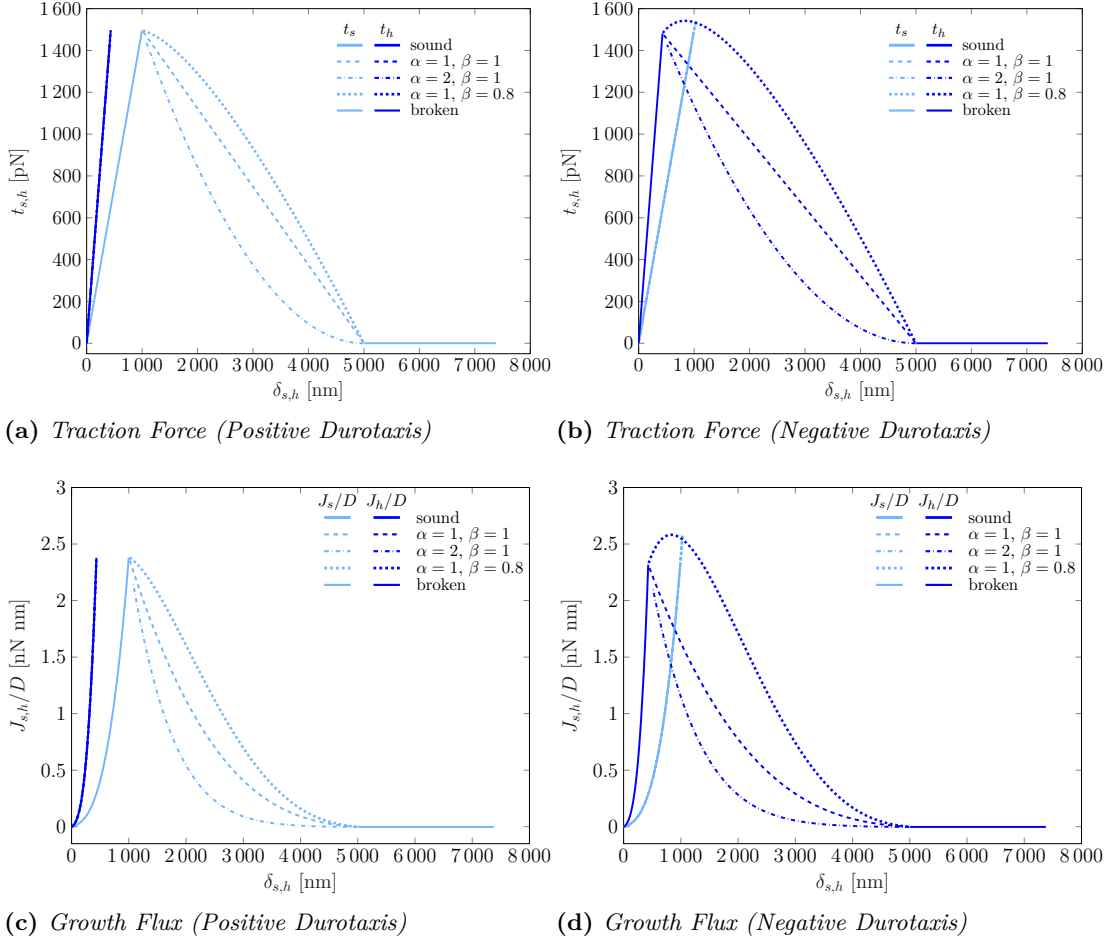 1 600
1 400
1 200
1 000
800
600
400
200
0
t_{s,h} [pN]
t_s t_h
sound
α = 1, β = 1
α = 2, β = 1
α = 1, β = 0.8
broken
0 1 000 2 000 3 000 4 000 5 000 6 000 7 000 8 000
δ_{s,h} [nm]
(a) Traction Force (Positive Durotaxis)
1 600
1 400
1 200
1 000
800
600
400
200
0
t_{s,h} [pN]
t_s t_h
sound
α = 1, β = 1
α = 2, β = 1
α = 1, β = 0.8
broken
0 1 000 2 000 3 000 4 000 5 000 6 000 7 000 8 000
δ_{s,h} [nm]
(b) Traction Force (Negative Durotaxis)
3
2.5
2
1.5
1
0.5
0
J_{s,h}/D [nN nm]
J_s/D J_h/D
sound
α = 1, β = 1
α = 2, β = 1
α = 1, β = 0.8
broken
0 1 000 2 000 3 000 4 000 5 000 6 000 7 000 8 000
δ_{s,h} [nm]
(c) Growth Flux (Positive Durotaxis)
3
2.5
2
1.5
1
0.5
0
J_{s,h}/D [nN nm]
J_s/D J_h/D
sound
α = 1, β = 1
α = 2, β = 1
α = 1, β = 0.8
broken
0 1 000 2 000 3 000 4 000 5 000 6 000 7 000 8 000
δ_{s,h} [nm]
(d) Growth Flux (Negative Durotaxis)